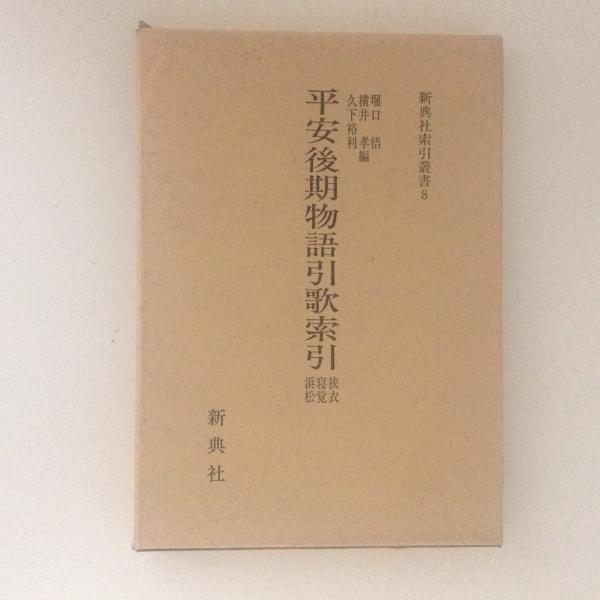 新典社索引叢書8
堀口 悟
横井 孝編
久下裕利
平安後期物語引歌索引
狭衣
寝覚
浜松
新典社